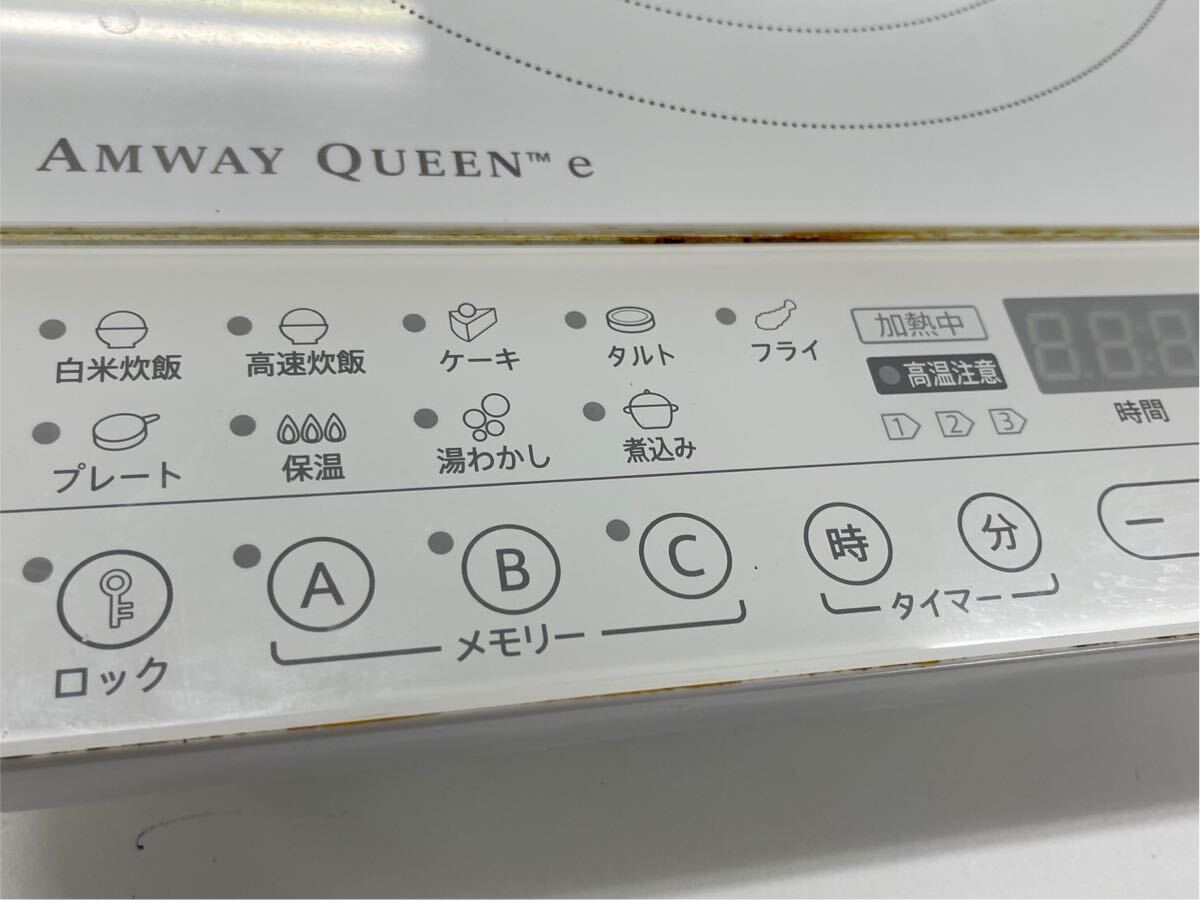 AMWAY QUEEN™ e
白米炊飯
高速炊飯
ケーキ
タルト
フライ
加熱中
高温注意
1 2 3
時間
プレート
保温
湯わかし
煮込み
ロック
A B C
メモリー
時 分
タイマー
−